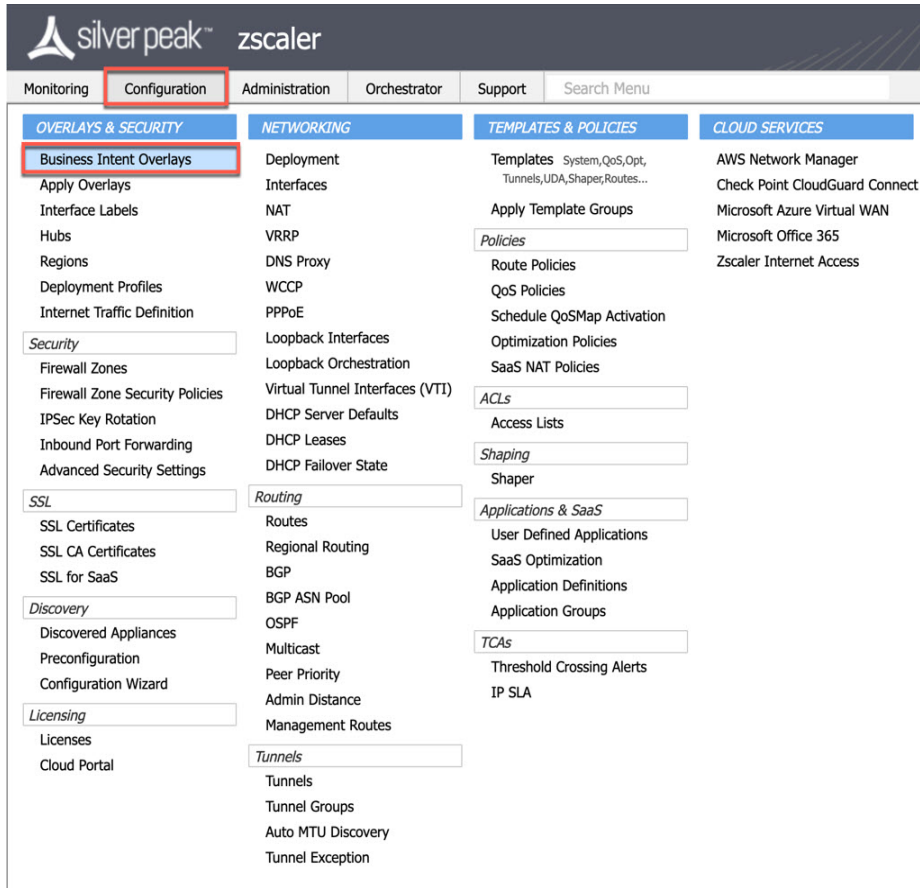 silver peak™ zscaler
Monitoring Configuration Administration Orchestrator Support Search Menu
OVERLAYS & SECURITY
Business Intent Overlays
Apply Overlays
Interface Labels
Hubs
Regions
Deployment Profiles
Internet Traffic Definition
Security
Firewall Zones
Firewall Zone Security Policies
IPSec Key Rotation
Inbound Port Forwarding
Advanced Security Settings
SSL
SSL Certificates
SSL CA Certificates
SSL for SaaS
Discovery
Discovered Appliances
Preconfiguration
Configuration Wizard
Licensing
Licenses
Cloud Portal
NETWORKING
Deployment
Interfaces
NAT
VRRP
DNS Proxy
WCCP
PPPoE
Loopback Interfaces
Loopback Orchestration
Virtual Tunnel Interfaces (VTI)
DHCP Server Defaults
DHCP Leases
DHCP Failover State
Routing
Routes
Regional Routing
BGP
BGP ASN Pool
OSPF
Multicast
Peer Priority
Admin Distance
Management Routes
Tunnels
Tunnels
Tunnel Groups
Auto MTU Discovery
Tunnel Exception
TEMPLATES & POLICIES
Templates System,QoS,Opt,
Tunnels,UDA,Shaper,Routes...
Apply Template Groups
Policies
Route Policies
QoS Policies
Schedule QoSMap Activation
Optimization Policies
SaaS NAT Policies
ACLs
Access Lists
Shaping
Shaper
Applications & SaaS
User Defined Applications
SaaS Optimization
Application Definitions
Application Groups
TCAs
Threshold Crossing Alerts
IP SLA
CLOUD SERVICES
AWS Network Manager
Check Point CloudGuard Connect
Microsoft Azure Virtual WAN
Microsoft Office 365
Zscaler Internet Access